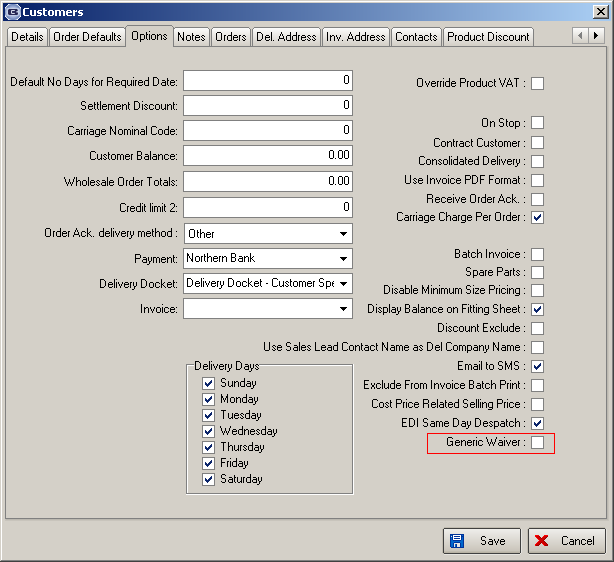 Customers
Details Order Defaults Options Notes Orders Del. Address Inv. Address Contacts Product Discount
Default No Days for Required Date: 0
Settlement Discount: 0
Carriage Nominal Code: 0
Customer Balance: 0.00
Wholesale Order Totals: 0.00
Credit limit 2: 0
Order Ack. delivery method : Other
Payment: Northern Bank
Delivery Docket: Delivery Docket - Customer Spe
Invoice:
Delivery Days
Sunday
Monday
Tuesday
Wednesday
Thursday
Friday
Saturday
Override Product VAT :
On Stop :
Contract Customer :
Consolidated Delivery :
Use Invoice PDF Format :
Receive Order Ack. :
Carriage Charge Per Order :
Batch Invoice :
Spare Parts :
Disable Minimum Size Pricing :
Display Balance on Fitting Sheet :
Discount Exclude :
Use Sales Lead Contact Name as Del Company Name :
Email to SMS :
Exclude From Invoice Batch Print :
Cost Price Related Selling Price :
EDI Same Day Despatch :
Generic Waiver :
Save Cancel